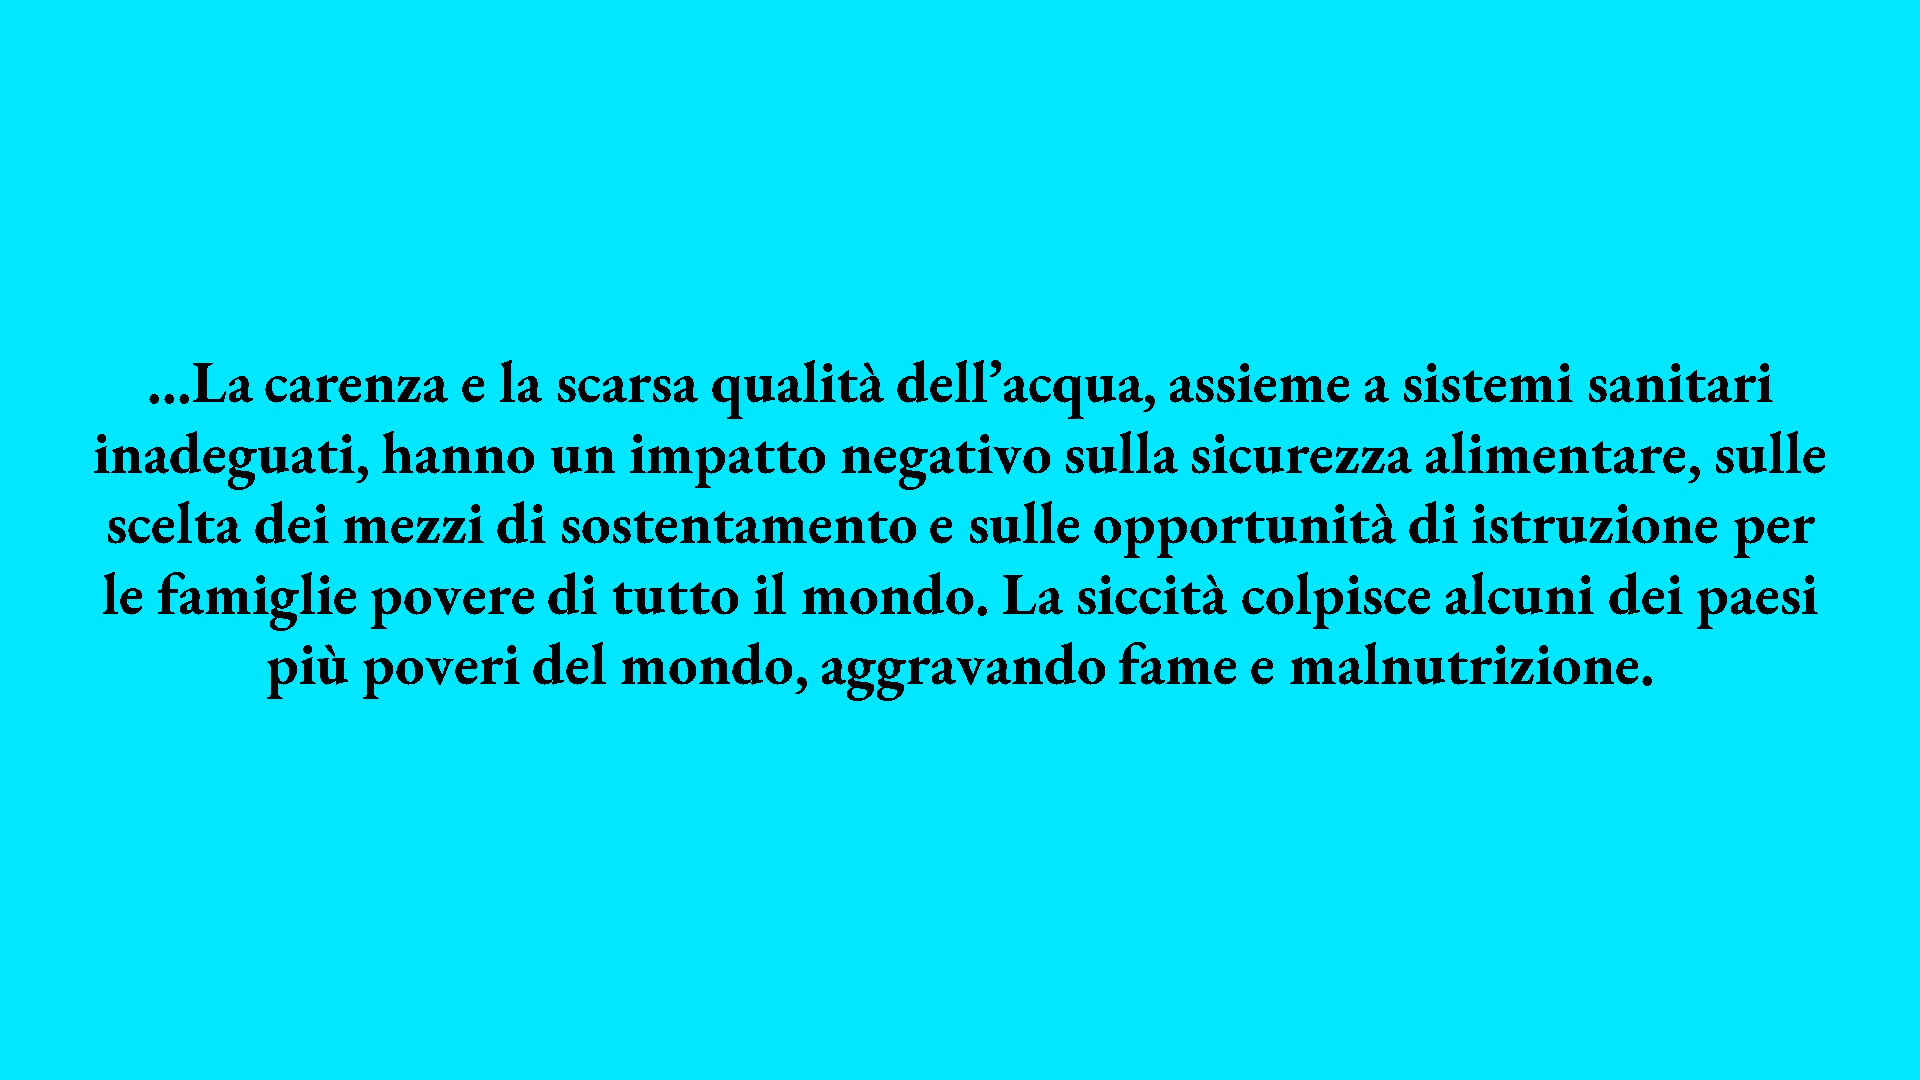 ...La carenza e la scarsa qualità dell’acqua, assieme a sistemi sanitari
inadeguati, hanno un impatto negativo sulla sicurezza alimentare, sulle
scelta dei mezzi di sostentamento e sulle opportunità di istruzione per
le famiglie povere di tutto il mondo. La siccità colpisce alcuni dei paesi
più poveri del mondo, aggravando fame e malnutrizione.